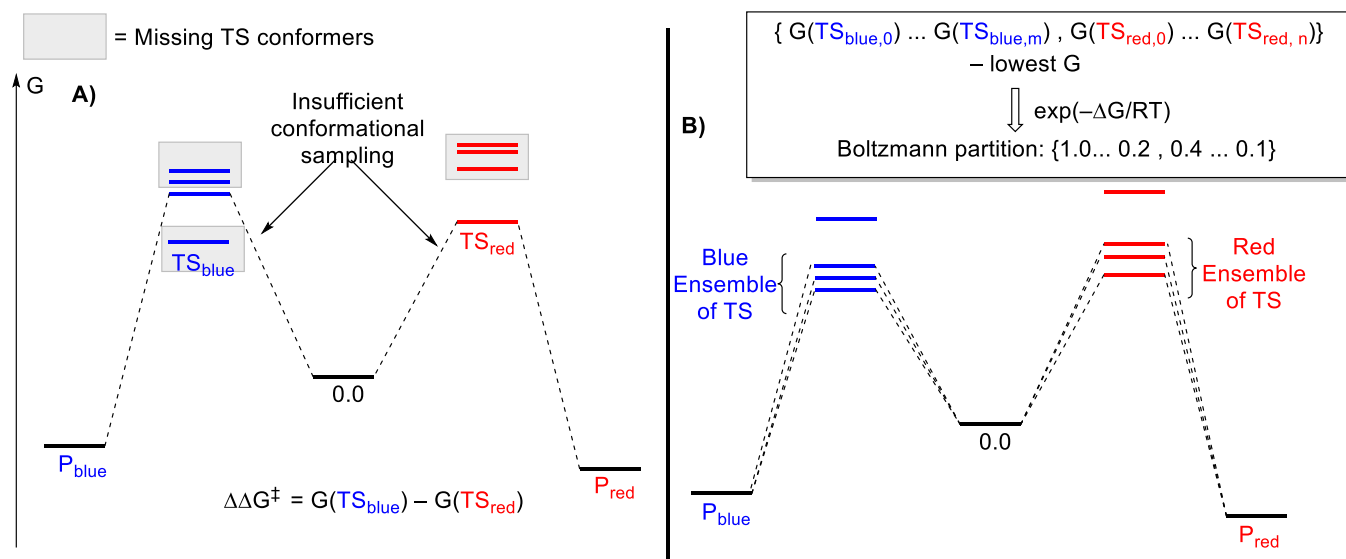 = Missing TS conformers
G
A)
Insufficient
conformational
sampling
TSblue
TSred
0.0
Pblue
Pred
ΔΔG‡ = G(TSblue) – G(TSred)
{ G(TSblue,0) ... G(TSblue,m) , G(TSred,0) ... G(TSred, n)}
– lowest G
exp(–ΔG/RT)
Boltzmann partition: {1.0... 0.2 , 0.4 ... 0.1}
B)
Blue
Ensemble
of TS
Red
Ensemble
of TS
0.0
Pblue
Pred